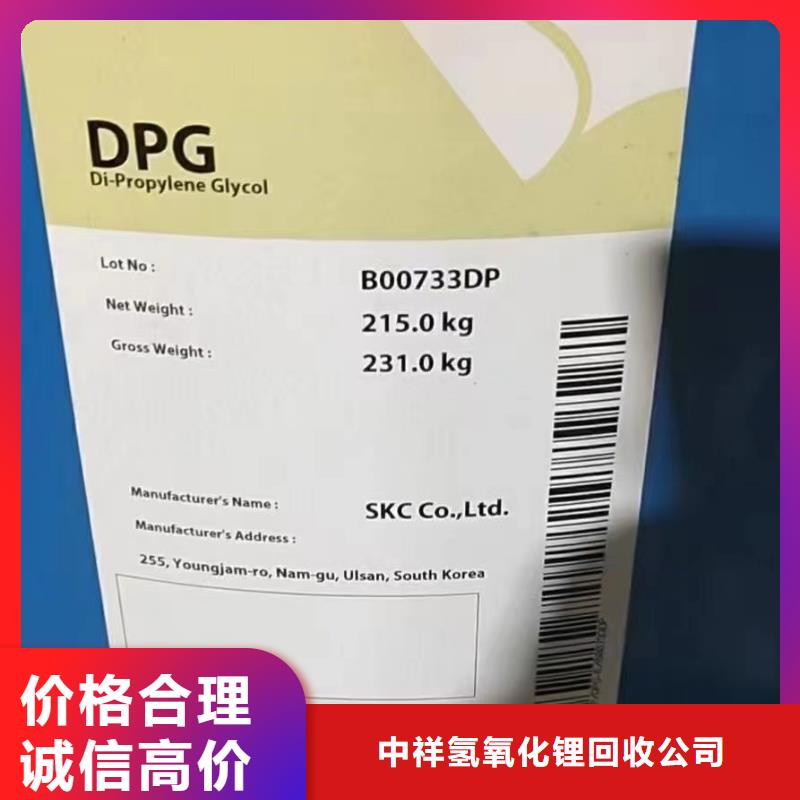 DPG
Di-Propylene Glycol
Lot No : B00733DP
Net Weight : 215.0 kg
Gross Weight : 231.0 kg
Manufacturer's Name : SKC Co.,Ltd.
Manufacturer's Address :
255, Youngjam-ro, Nam-gu, Ulsan, South Korea
价格合理
诚信高价
中祥氢氧化锂回收公司